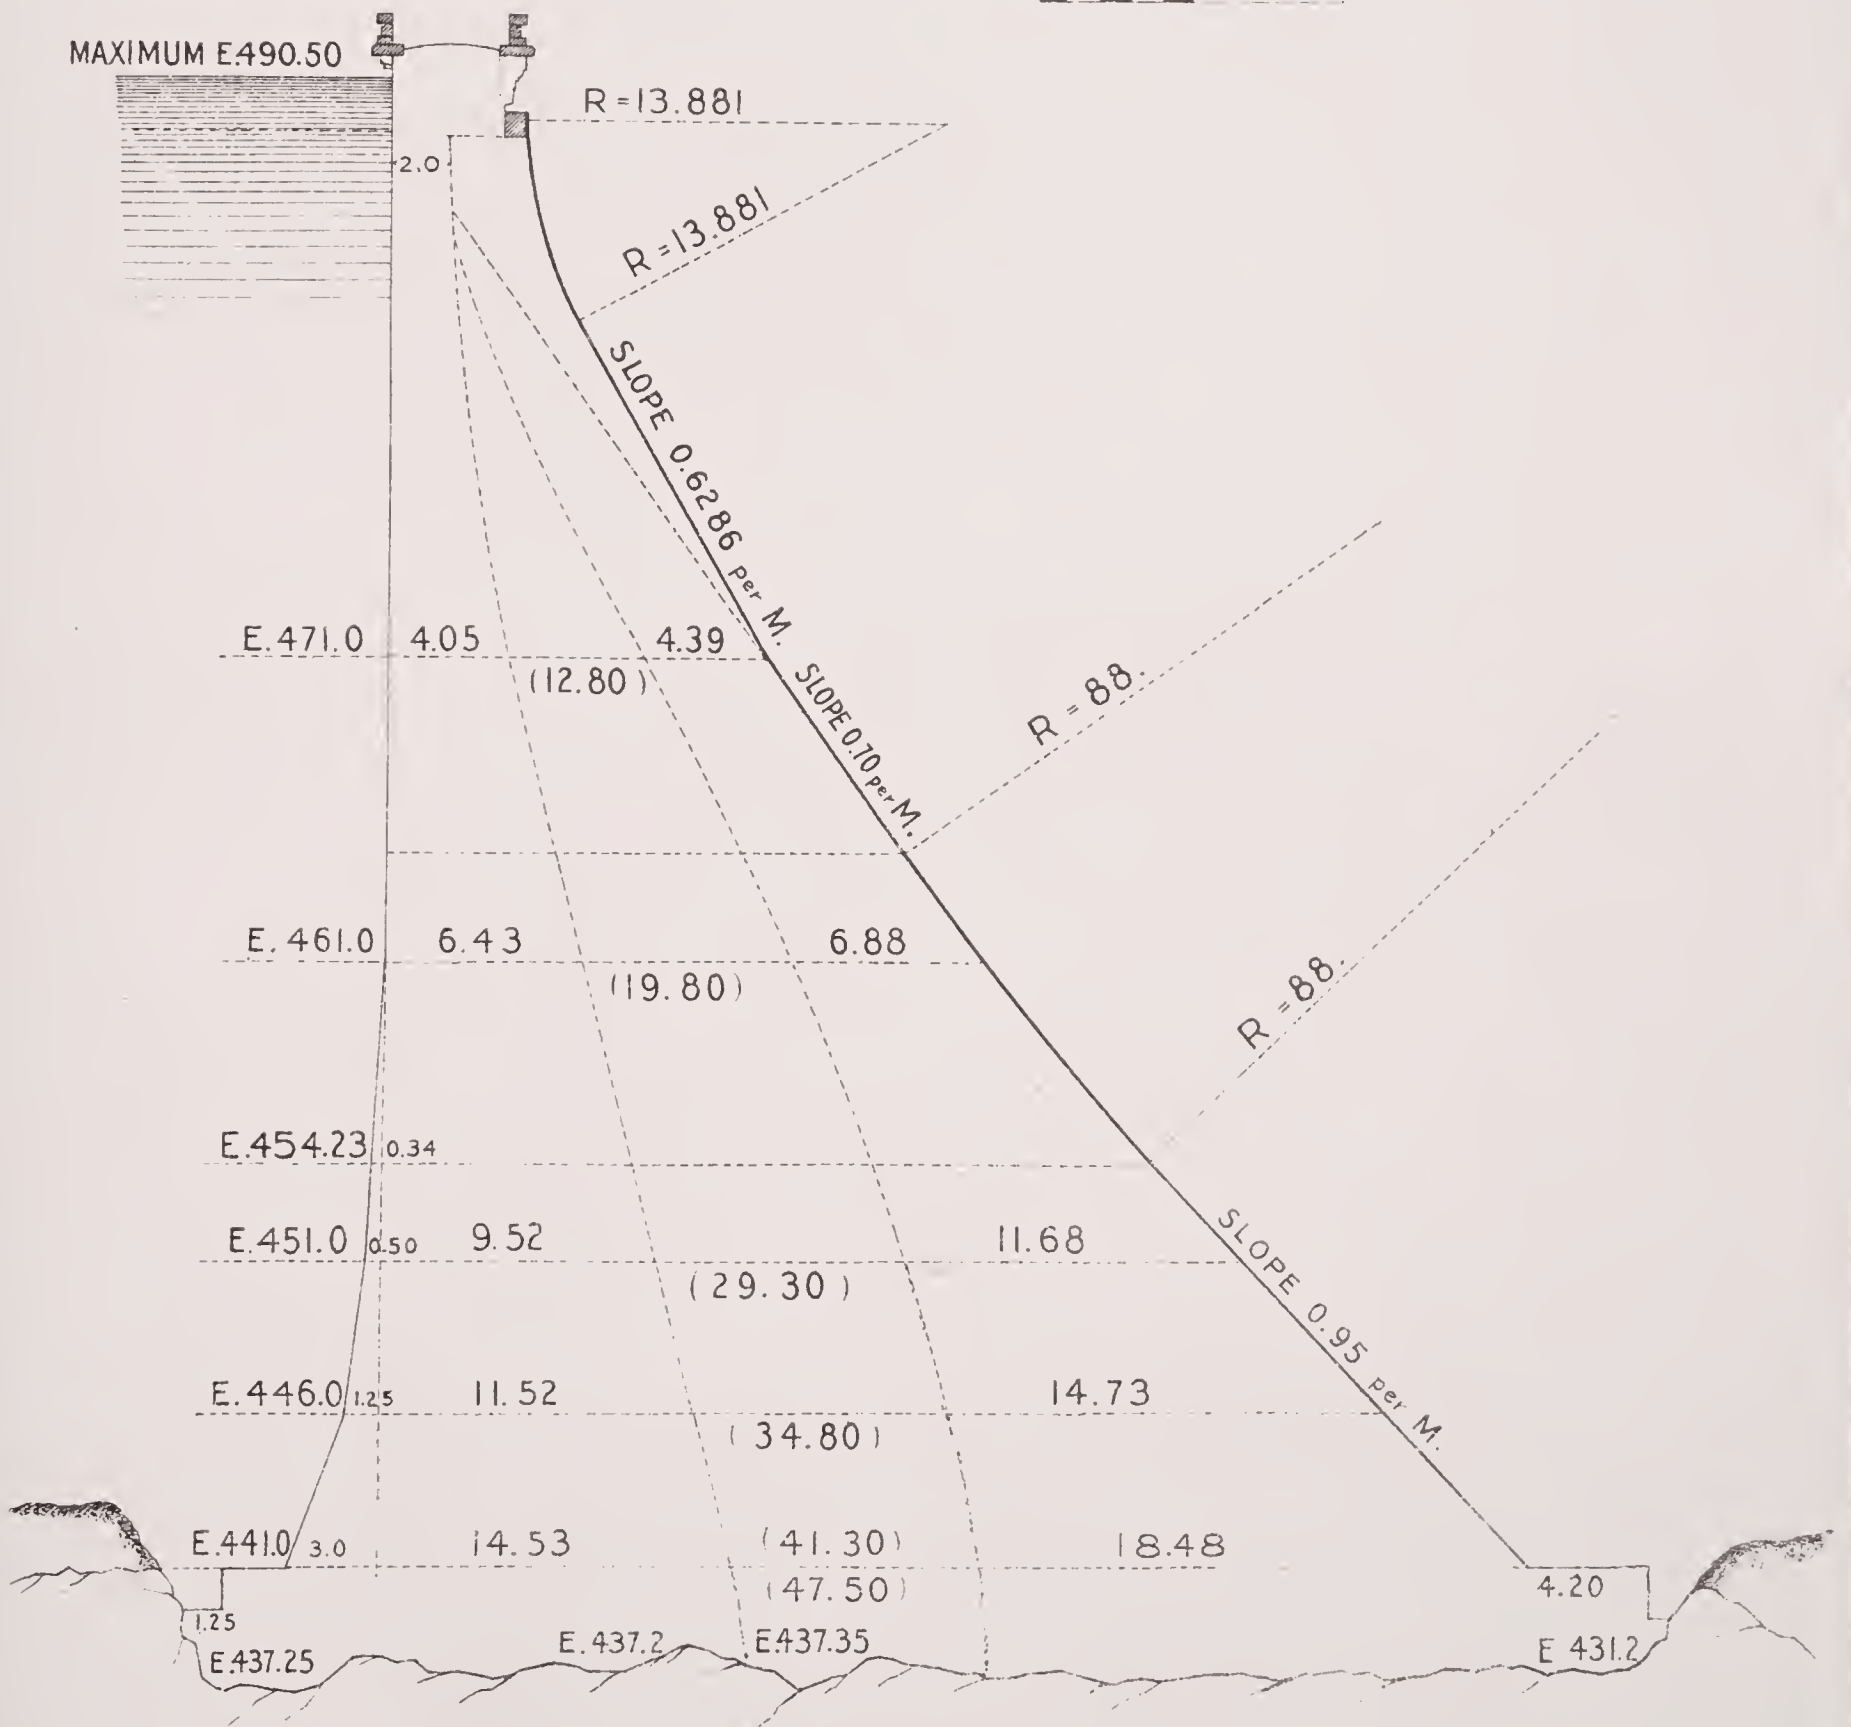 MAXIMUM E.490.50
R = 13.881
2.0
R = 13.881
SLOPE 0.6286 per M.
E. 471.0 4.05 4.39
(12.80)
SLOPE 0.70 per M.
R = 88.
E. 461.0 6.43 6.88
(19.80)
R = 88.
E. 454.23 0.34
E. 451.0 0.50 9.52 11.68
(29.30)
SLOPE 0.95 per M.
E. 446.0 1.25 11.52 14.73
(34.80)
E. 441.0 3.0 14.53 (41.30) 18.48
(47.50)
4.20
1.25
E.437.25 E.437.2 E.437.35 E 431.2